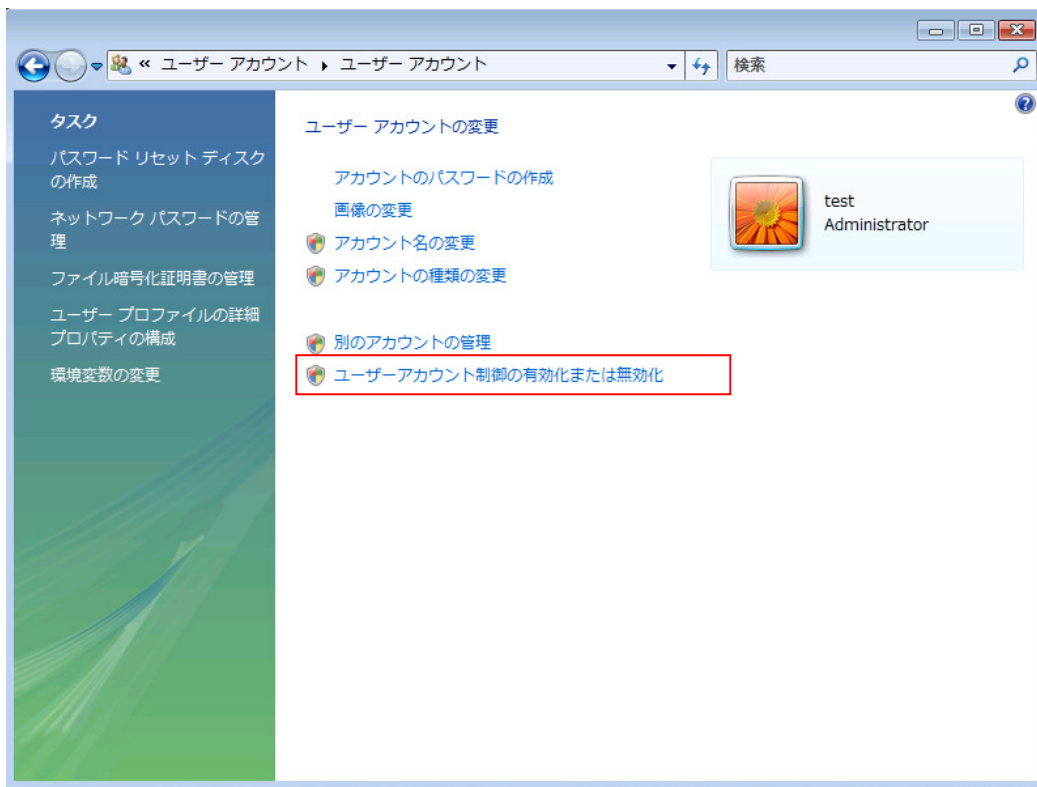 « ユーザー アカウント ▸ ユーザー アカウント
検索
タスク
パスワード リセット ディスク
の作成
ネットワーク パスワードの管
理
ファイル暗号化証明書の管理
ユーザー プロファイルの詳細
プロパティの構成
環境変数の変更
ユーザー アカウントの変更
アカウントのパスワードの作成
画像の変更
アカウント名の変更
アカウントの種類の変更
別のアカウントの管理
ユーザーアカウント制御の有効化または無効化
test
Administrator